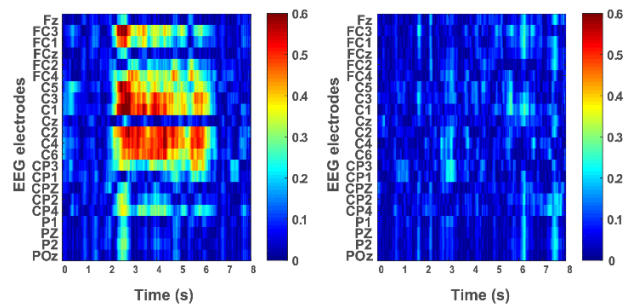 Fz
FC3
FC1
FCz
FC2
FC4
C5
C3
C1
Cz
C2
C4
C6
CP3
CP1
CPZ
CP2
CP4
P1
PZ
P2
POz
EEG electrodes
0 1 2 3 4 5 6 7 8
Time (s)
0.6
0.5
0.4
0.3
0.2
0.1
0
Fz
FC3
FC1
FCz
FC2
FC4
C5
C3
C1
Cz
C2
C4
C6
CP3
CP1
CPZ
CP2
CP4
P1
PZ
P2
POz
EEG electrodes
0 1 2 3 4 5 6 7 8
Time (s)
0.6
0.5
0.4
0.3
0.2
0.1
0